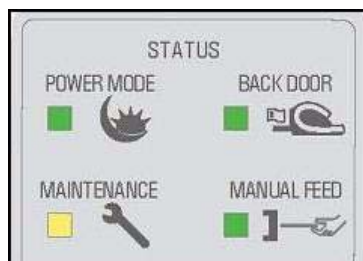 STATUS
POWER MODE
BACK DOOR
MAINTENANCE
MANUAL FEED